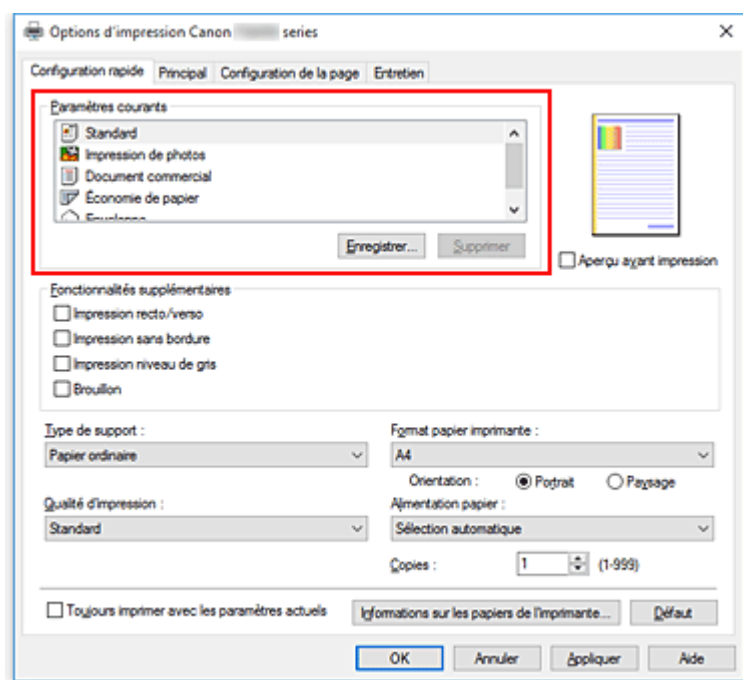 Options d'impression Canon series
Configuration rapide Principal Configuration de la page Entretien
Paramètres courants
Standard
Impression de photos
Document commercial
Économie de papier
Enregistrer... Supprimer
Aperçu avant impression
Fonctionnalités supplémentaires
Impression recto/verso
Impression sans bordure
Impression niveau de gris
Brouillon
Type de support :
Papier ordinaire
Format papier imprimante :
A4
Orientation : Portrait Paysage
Qualité d'impression :
Standard
Alimentation papier :
Sélection automatique
Copies : 1 (1-999)
Toujours imprimer avec les paramètres actuels
Informations sur les papiers de l'imprimante... Défaut
OK Annuler Appliquer Aide